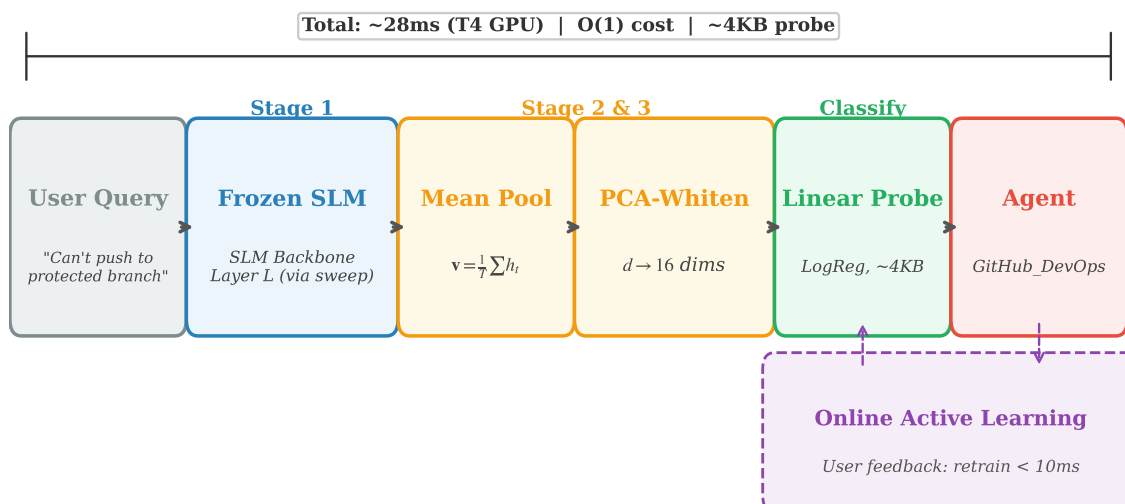 Total: ~28ms (T4 GPU) | O(1) cost | ~4KB probe
Stage 1
Stage 2 & 3
Classify
User Query
"Can't push to
protected branch"
Frozen SLM
SLM Backbone
Layer L (via sweep)
Mean Pool
v = 1/T ∑ h_t
PCA-Whiten
d → 16 dims
Linear Probe
LogReg, ~4KB
Agent
GitHub_DevOps
Online Active Learning
User feedback: retrain < 10ms